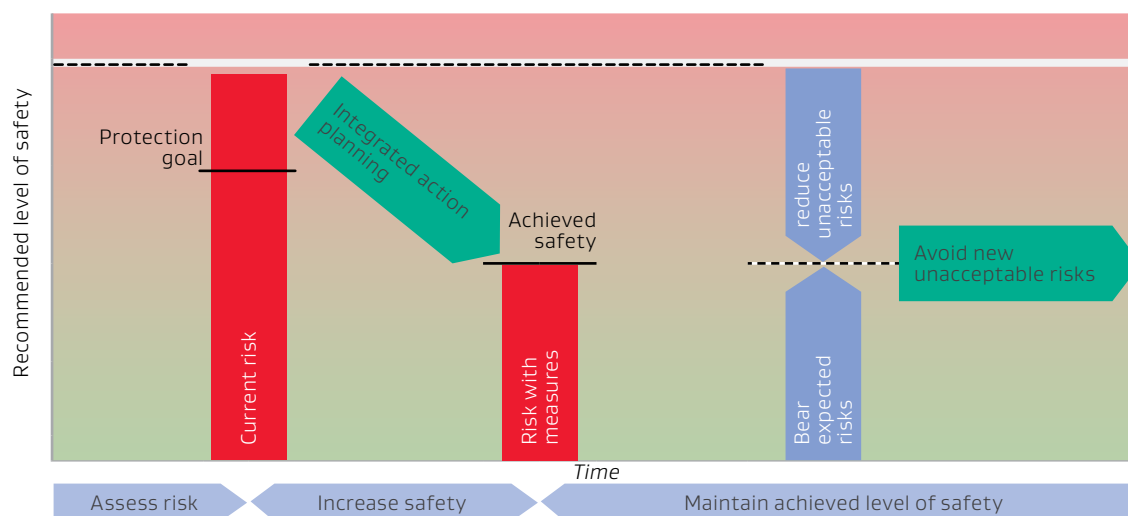 Recommended level of safety
Protection
goal
Current risk
Integrated action
planning
Achieved
safety
Risk with
measures
reduce
unacceptable
risks
Bear
expected
risks
Avoid new
unacceptable risks
Time
Assess risk
Increase safety
Maintain achieved level of safety